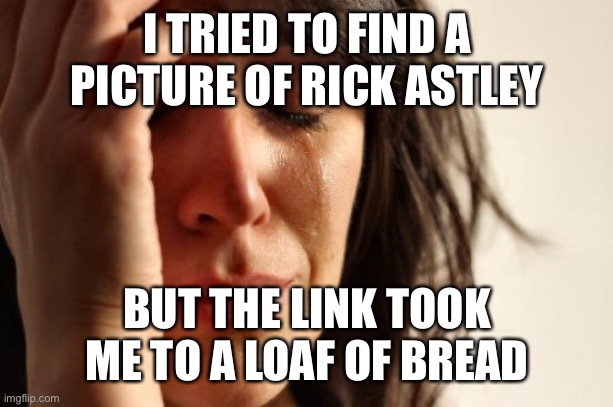 I TRIED TO FIND A
PICTURE OF RICK ASTLEY
BUT THE LINK TOOK
ME TO A LOAF OF BREAD
imgflip.com